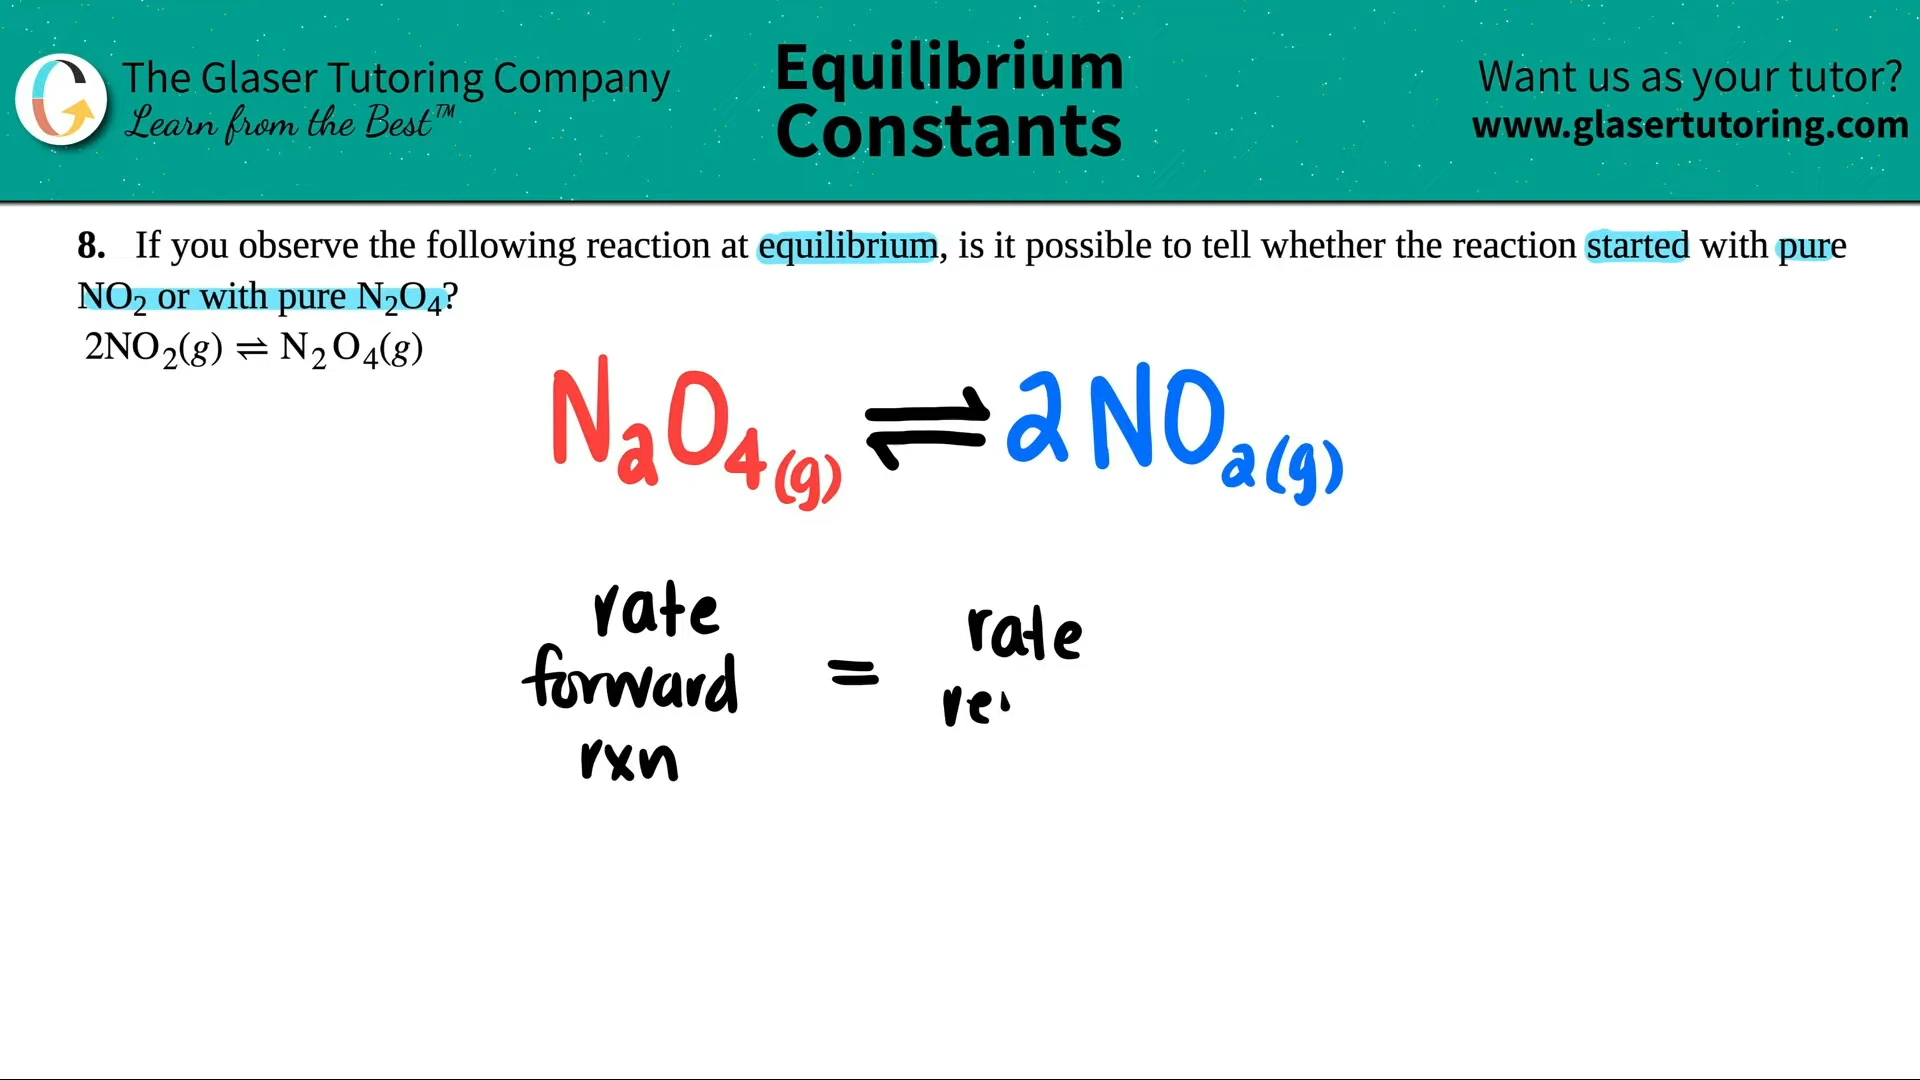 The Glaser Tutoring Company
Learn from the Best™
Equilibrium
Constants
Want us as your tutor?
www.glasertutoring.com
8. If you observe the following reaction at equilibrium, is it possible to tell whether the reaction started with pure
NO₂ or with pure N₂O₄?
2NO₂(g) ⇌ N₂O₄(g)
N₂O₄(g) ⇌ 2NO₂(g)
rate
forward
rxn
=
rate
re